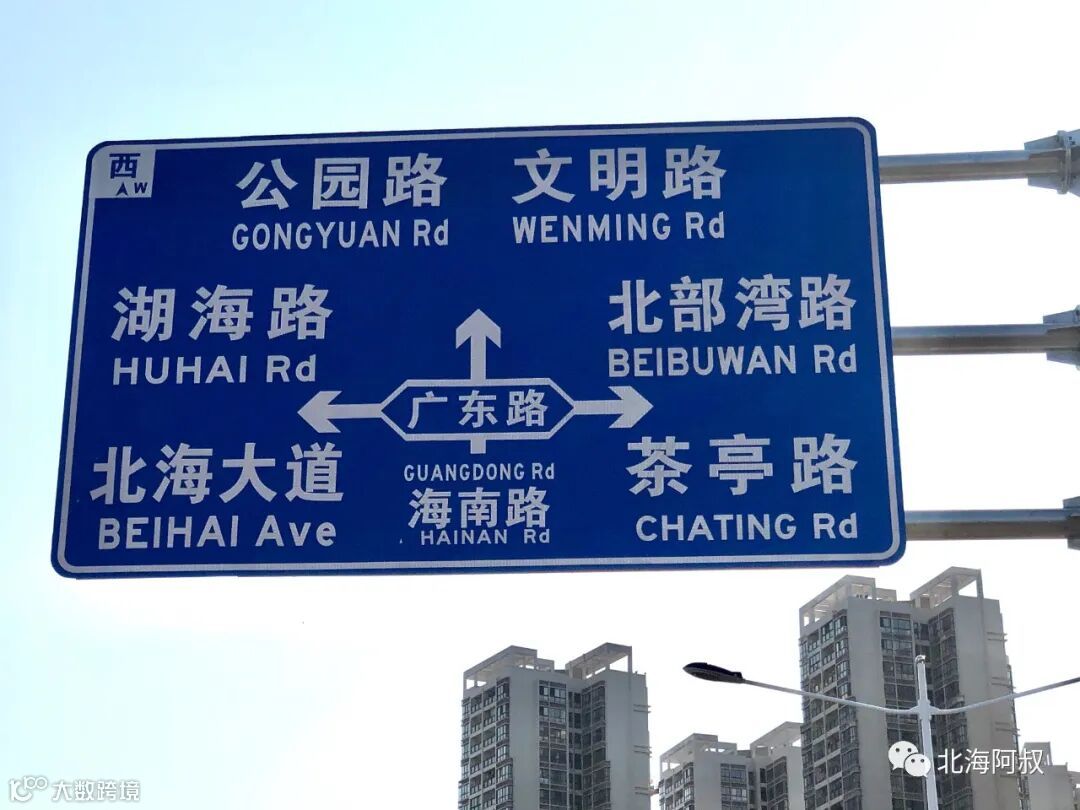 西
W
公园路 文明路
GONGYUAN Rd WENMING Rd
湖海路 北部湾路
HUHAI Rd BEIBUWAN Rd
广东路
北海大道 茶亭路
GUANGDONG Rd
海南路
BEIHAI Ave HAINAN Rd CHATING Rd
北海阿叔
大数跨境